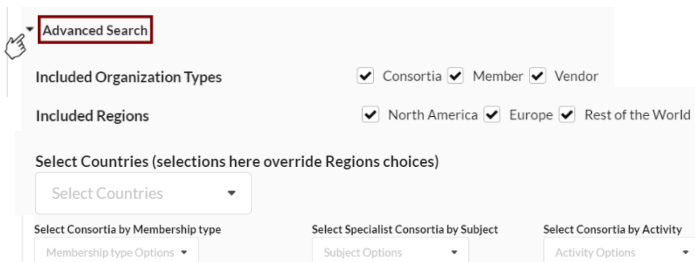 Advanced Search
Included Organization Types Consortia Member Vendor
Included Regions North America Europe Rest of the World
Select Countries (selections here override Regions choices)
Select Countries
Select Consortia by Membership type Select Specialist Consortia by Subject Select Consortia by Activity
Membership type Options Subject Options Activity Options